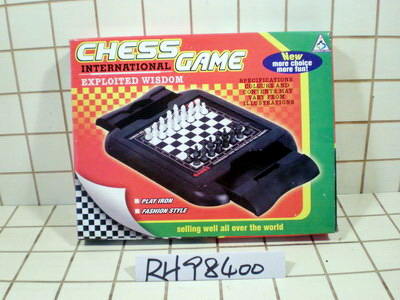 CHESS GAME
INTERNATIONAL
EXPLOITED WISDOM
New
more choice
more fun!
SPECIFICATIONS
COLOURS AND
CONTENTS MAY
VARY FROM
ILLUSTRATIONS
PLAY IRON
FASHION STYLE
selling well all over the world
RH98400